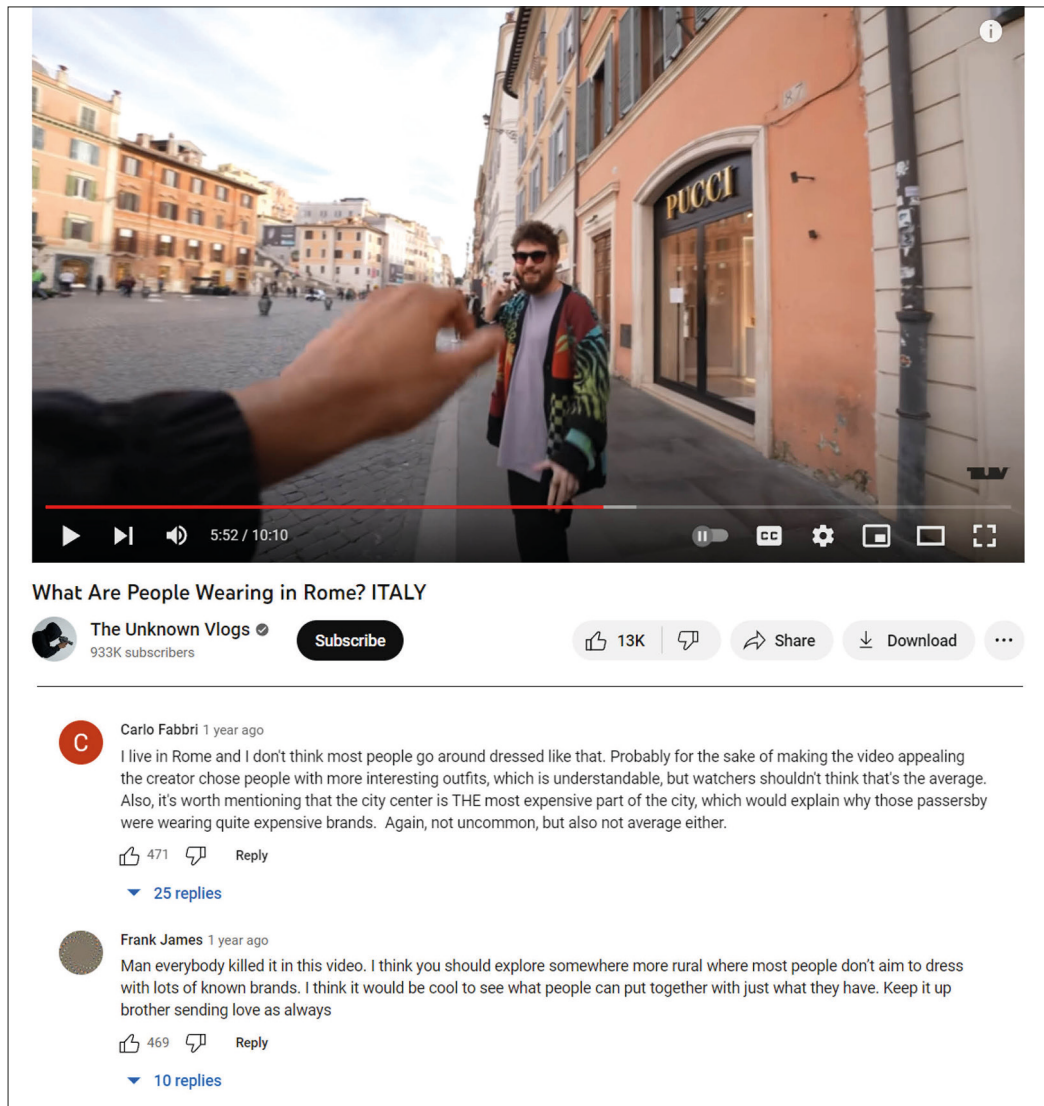 i
87
PUCCI
TUV
5:52 / 10:10
CC
What Are People Wearing in Rome? ITALY
The Unknown Vlogs
933K subscribers
Subscribe
13K
Share
Download
C
Carlo Fabbri 1 year ago
I live in Rome and I don't think most people go around dressed like that. Probably for the sake of making the video appealing
the creator chose people with more interesting outfits, which is understandable, but watchers shouldn't think that's the average.
Also, it's worth mentioning that the city center is THE most expensive part of the city, which would explain why those passersby
were wearing quite expensive brands.  Again, not uncommon, but also not average either.
471 Reply
25 replies
Frank James 1 year ago
Man everybody killed it in this video. I think you should explore somewhere more rural where most people don't aim to dress
with lots of known brands. I think it would be cool to see what people can put together with just what they have. Keep it up
brother sending love as always
469 Reply
10 replies